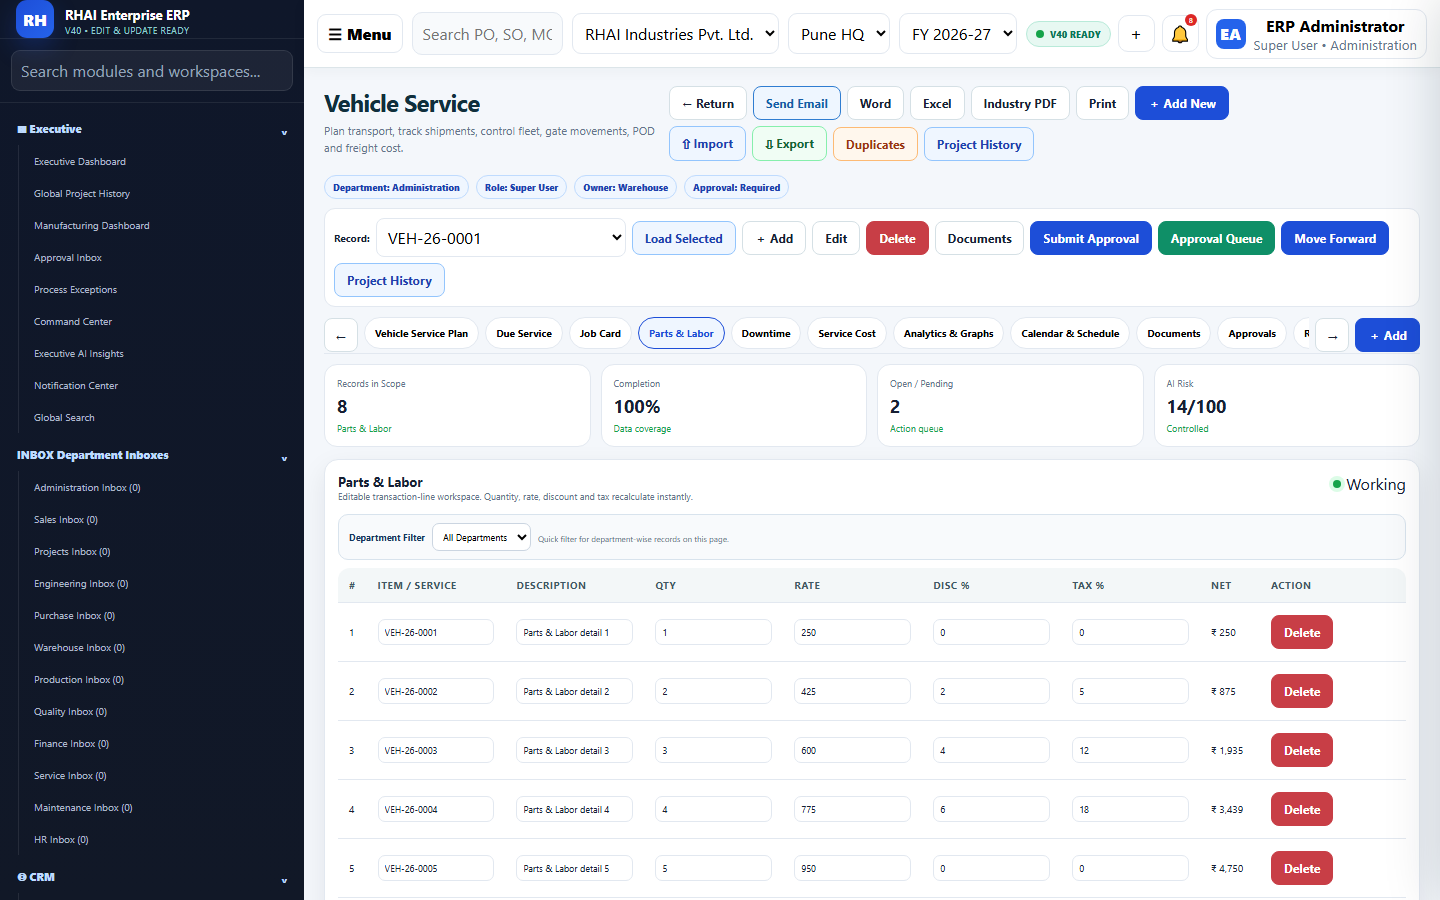 RH
RHAI Enterprise ERP
V40 • EDIT & UPDATE READY
Search modules and workspaces...
Executive
Executive Dashboard
Global Project History
Manufacturing Dashboard
Approval Inbox
Process Exceptions
Command Center
Executive AI Insights
Notification Center
Global Search
INBOX Department Inboxes
Administration Inbox (0)
Sales Inbox (0)
Projects Inbox (0)
Engineering Inbox (0)
Purchase Inbox (0)
Warehouse Inbox (0)
Production Inbox (0)
Quality Inbox (0)
Finance Inbox (0)
Service Inbox (0)
Maintenance Inbox (0)
HR Inbox (0)
CRM
☰ Menu
Search PO, SO, MO
RHAI Industries Pvt. Ltd.
Pune HQ
FY 2026-27
V40 READY
+
8
EA
ERP Administrator
Super User • Administration
Vehicle Service
Plan transport, track shipments, control fleet, gate movements, POD
and freight cost.
← Return
Send Email
Word
Excel
Industry PDF
Print
+ Add New
⇧ Import
⇩ Export
Duplicates
Project History
Department: Administration
Role: Super User
Owner: Warehouse
Approval: Required
Record:
VEH-26-0001
Load Selected
+ Add
Edit
Delete
Documents
Submit Approval
Approval Queue
Move Forward
Project History
←
Vehicle Service Plan
Due Service
Job Card
Parts & Labor
Downtime
Service Cost
Analytics & Graphs
Calendar & Schedule
Documents
Approvals
→
+ Add
Records in Scope
8
Parts & Labor
Completion
100%
Data coverage
Open / Pending
2
Action queue
AI Risk
14/100
Controlled
Parts & Labor
Editable transaction-line workspace. Quantity, rate, discount and tax recalculate instantly.
Working
Department Filter
All Departments
Quick filter for department-wise records on this page.
# ITEM / SERVICE DESCRIPTION QTY RATE DISC % TAX % NET ACTION
1 VEH-26-0001 Parts & Labor detail 1 1 250 0 0 ₹ 250 Delete
2 VEH-26-0002 Parts & Labor detail 2 2 425 2 5 ₹ 875 Delete
3 VEH-26-0003 Parts & Labor detail 3 3 600 4 12 ₹ 1,935 Delete
4 VEH-26-0004 Parts & Labor detail 4 4 775 6 18 ₹ 3,439 Delete
5 VEH-26-0005 Parts & Labor detail 5 5 950 0 0 ₹ 4,750 Delete